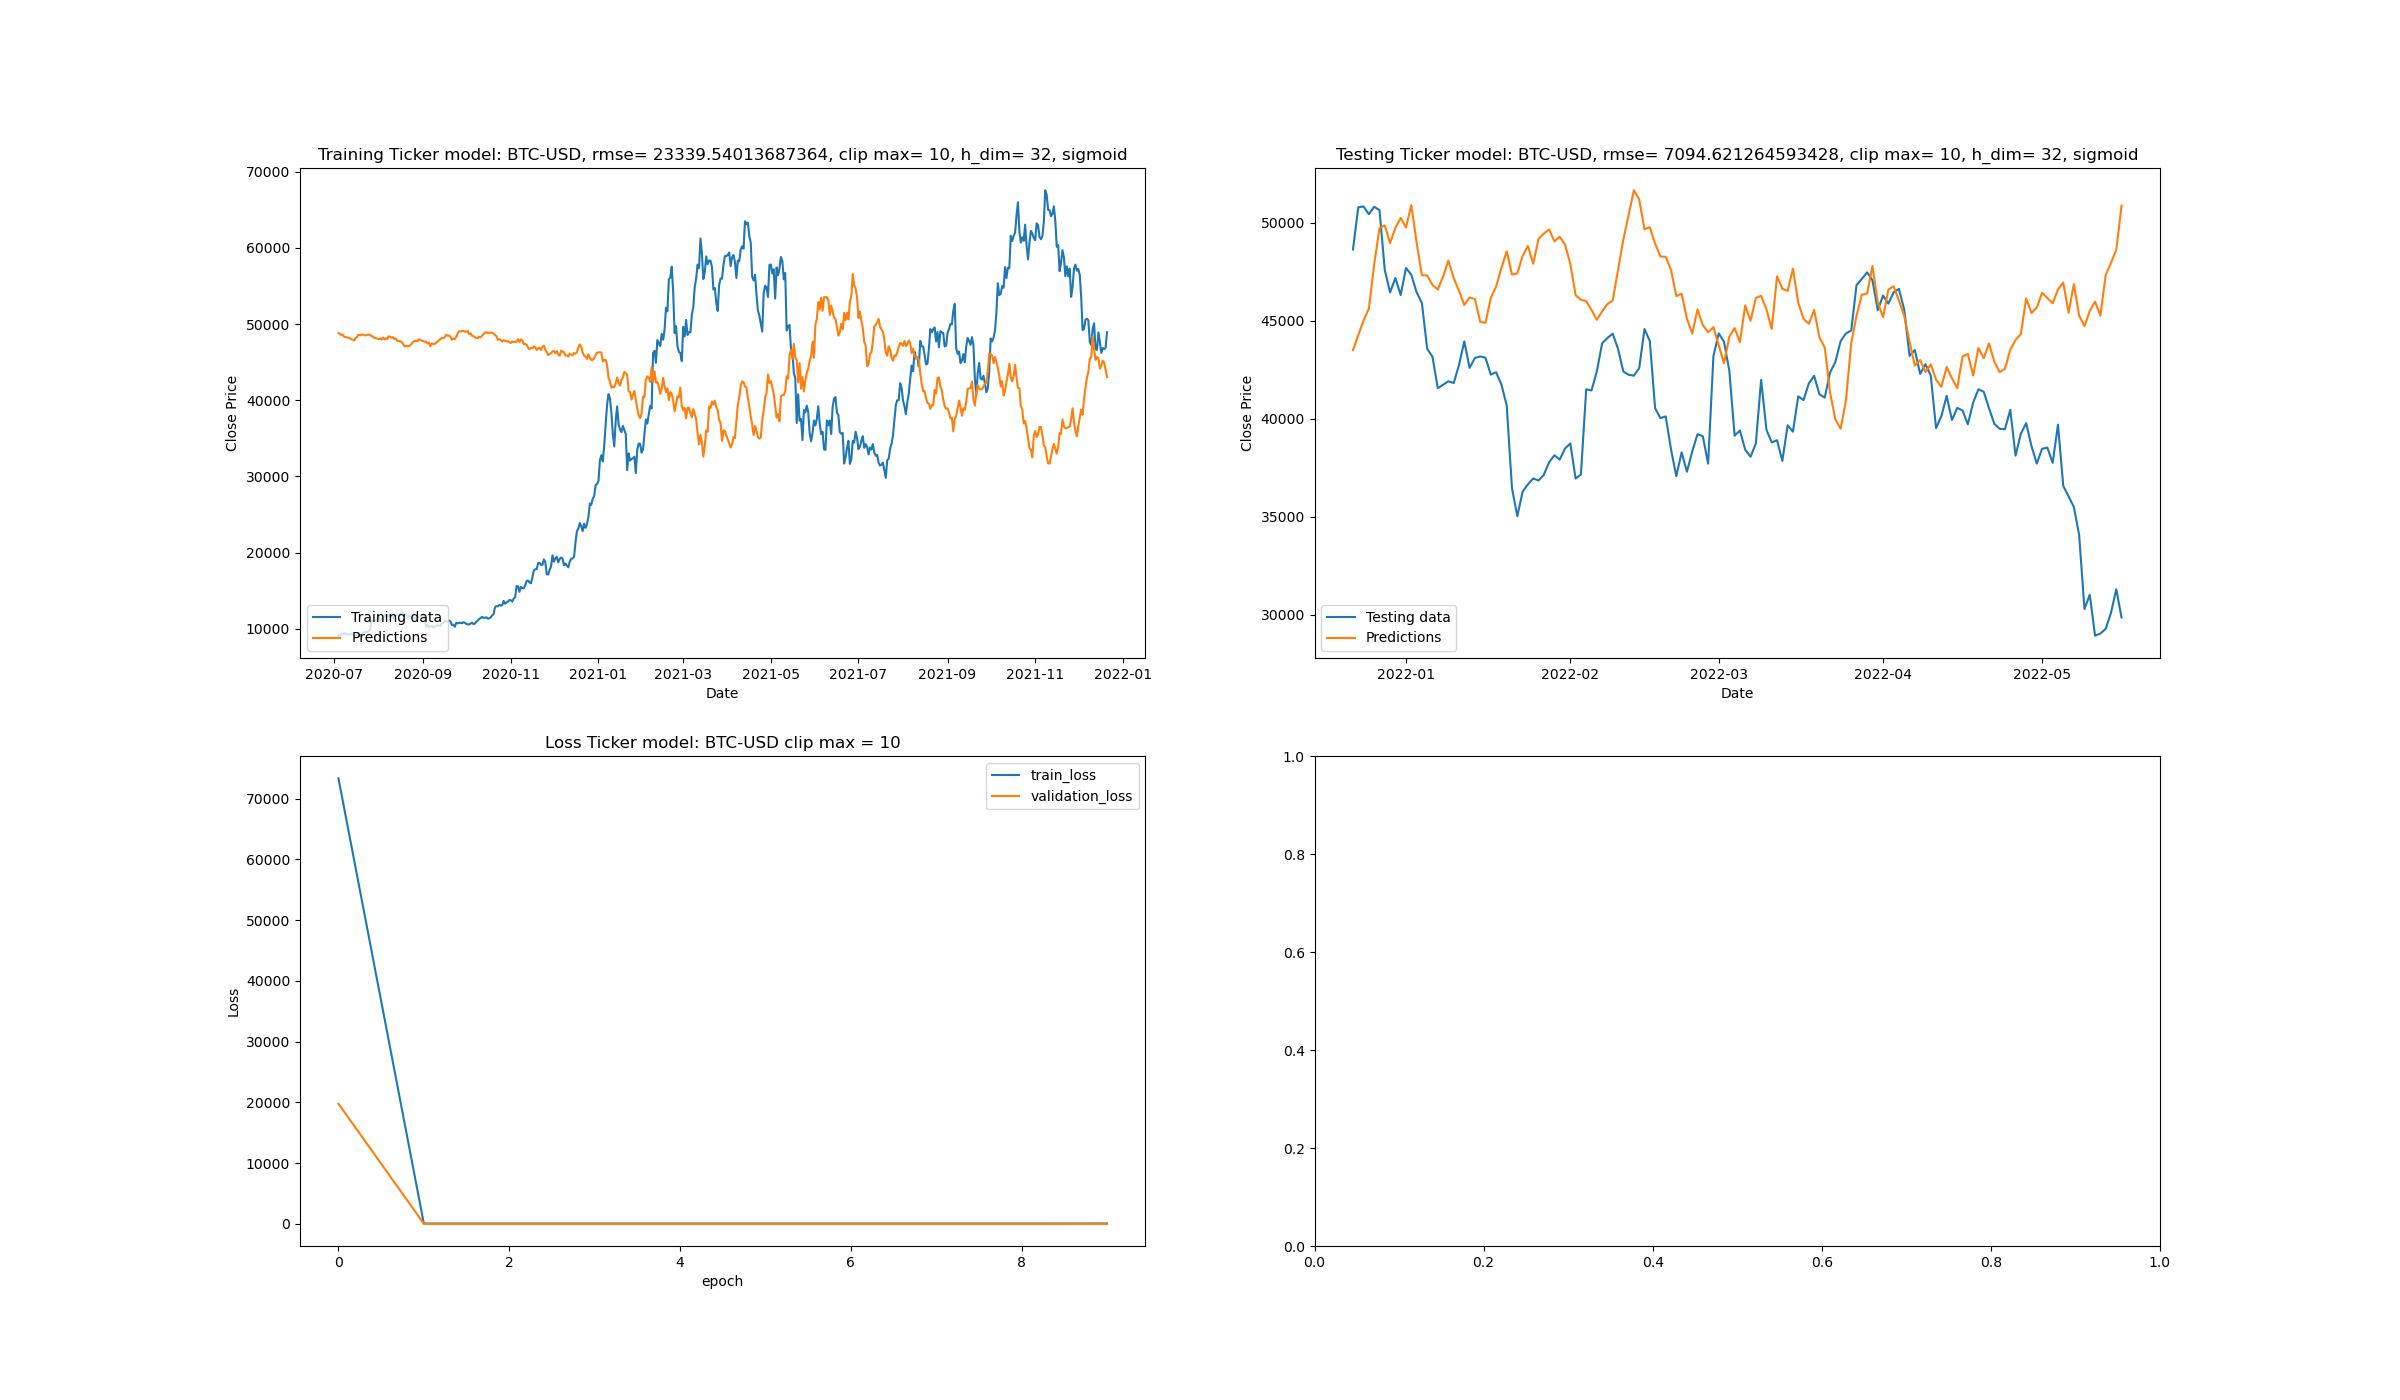 Training Ticker model: BTC-USD, rmse= 23339.54013687364, clip max= 10, h_dim= 32, sigmoid
70000
60000
50000
40000
30000
20000
10000
Close Price
Training data
Predictions
2020-07 2020-09 2020-11 2021-01 2021-03 2021-05 2021-07 2021-09 2021-11 2022-01
Date
Testing Ticker model: BTC-USD, rmse= 7094.621264593428, clip max= 10, h_dim= 32, sigmoid
50000
45000
40000
35000
30000
Close Price
Testing data
Predictions
2022-01 2022-02 2022-03 2022-04 2022-05
Date
Loss Ticker model: BTC-USD clip max = 10
70000
60000
50000
40000
30000
20000
10000
0
Loss
train_loss
validation_loss
0 2 4 6 8
epoch
1.0
0.8
0.6
0.4
0.2
0.0
0.0 0.2 0.4 0.6 0.8 1.0